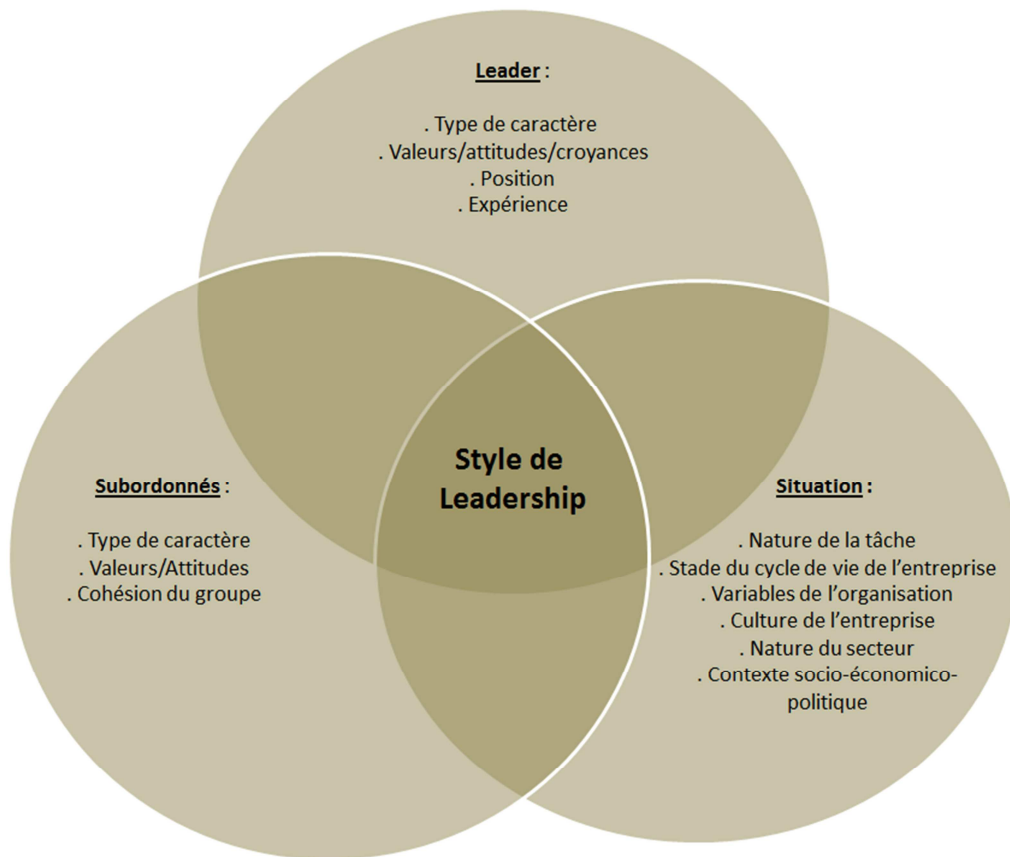 Leader :
. Type de caractère
. Valeurs/attitudes/croyances
. Position
. Expérience
Style de
Leadership
Subordonnés :
. Type de caractère
. Valeurs/Attitudes
. Cohésion du groupe
Situation :
. Nature de la tâche
. Stade du cycle de vie de l'entreprise
. Variables de l'organisation
. Culture de l'entreprise
. Nature du secteur
. Contexte socio-économico-
politique